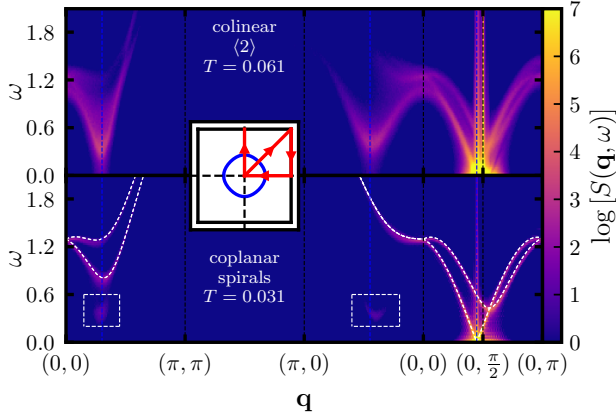 ω
1.8
1.2
0.6
0.0
colinear
⟨2⟩
T = 0.061
ω
1.8
1.2
0.6
0.0
coplanar
spirals
T = 0.031
(0, 0)
(π, π)
(π, 0)
(0, 0)
(0, π/2)
(0, π)
q
7
6
5
4
3
2
1
0
log [S(q, ω)]